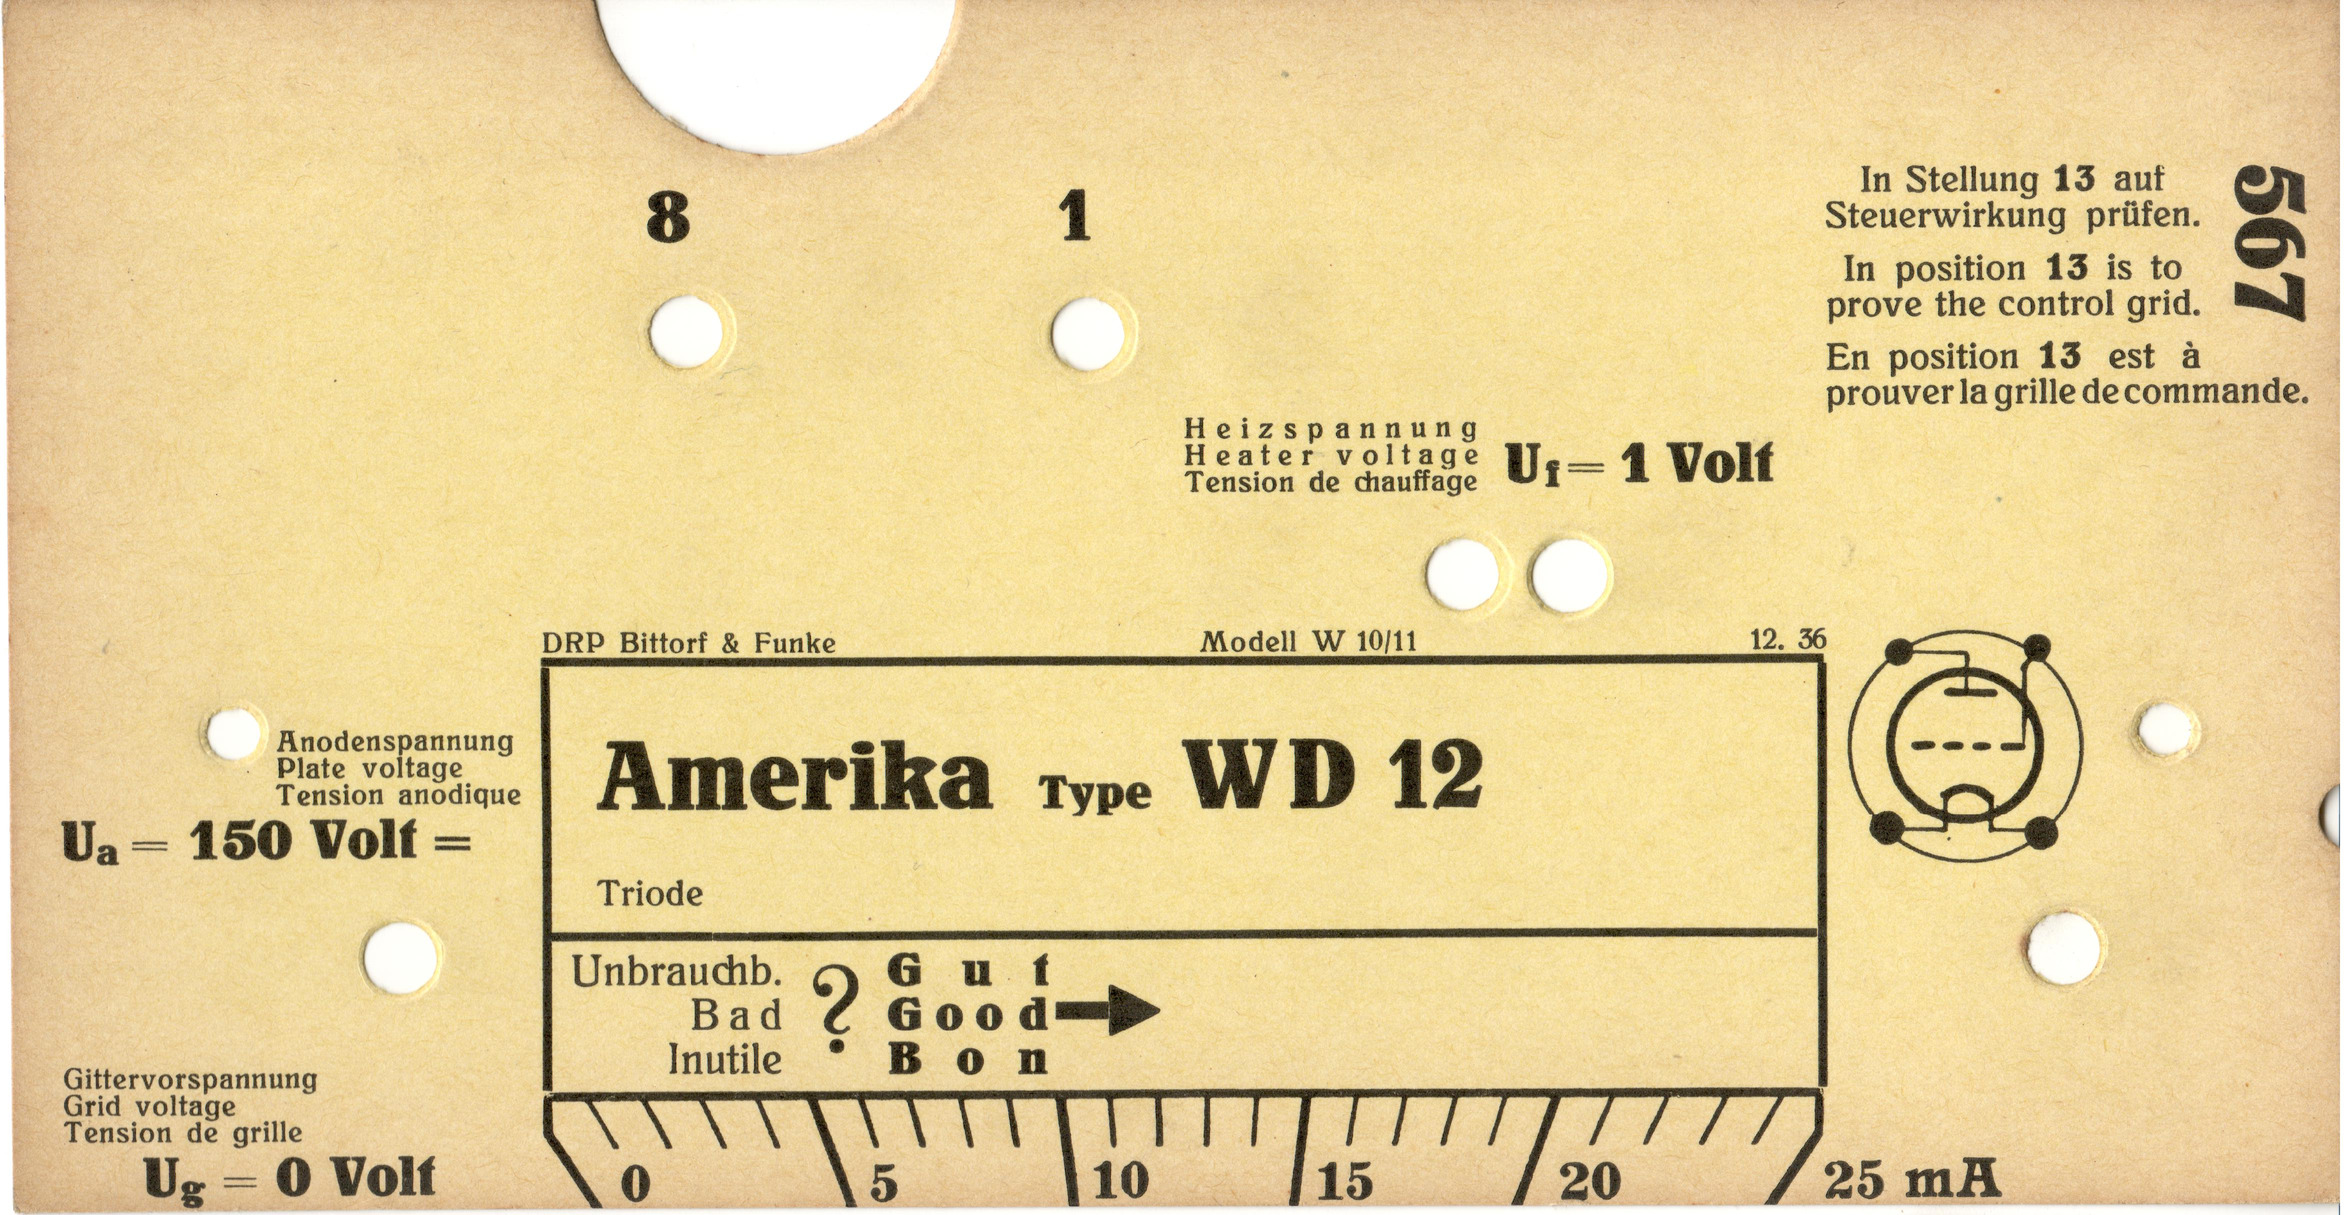 8 1
In Stellung 13 auf
Steuerwirkung prüfen.
In position 13 is to
prove the control grid.
En position 13 est à
prouver la grille de commande.
567
Heizspannung
Heater voltage
Tension de chauffage
Uf = 1 Volt
DRP Bittorf & Funke Modell W 10/11 12. 36
Anodenspannung
Plate voltage
Tension anodique
Ua = 150 Volt =
Amerika Type WD 12
Triode
Unbrauchb. ? Gut
Bad Good
Inutile Bon
Gittervorspannung
Grid voltage
Tension de grille
Ug = 0 Volt
0 5 10 15 20 25 mA